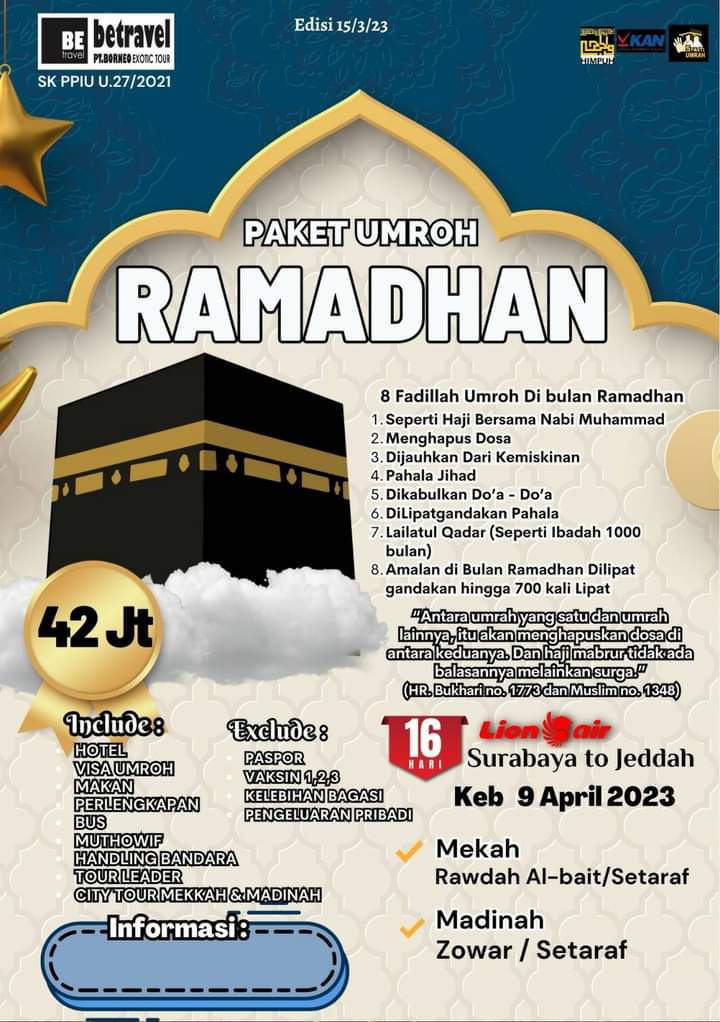 Edisi 15/3/23
BE travel
betravel
PT.BORNEO EXOTIC TOUR
SK PPIU U.27/2021
HIMPUH
KAN
5 PASTI UMRAH
PAKET UMROH
RAMADHAN
8 Fadillah Umroh Di bulan Ramadhan
1. Seperti Haji Bersama Nabi Muhammad
2. Menghapus Dosa
3. Dijauhkan Dari Kemiskinan
4. Pahala Jihad
5. Dikabulkan Do'a - Do'a
6. DiLipatgandakan Pahala
7. Lailatul Qadar (Seperti Ibadah 1000
bulan)
8. Amalan di Bulan Ramadhan Dilipat
gandakan hingga 700 kali Lipat
"Antara umrah yang satu dan umrah
lainnya, itu akan menghapuskan dosa di
antara keduanya. Dan haji mabrur tidak ada
balasannya melainkan surga."
(HR. Bukhari no. 1773 dan Muslim no. 1348)
42 Jt
Include :
HOTEL
VISA UMROH
MAKAN
PERLENGKAPAN
BUS
MUTHOWIF
HANDLING BANDARA
TOUR LEADER
CITY TOUR MEKKAH & MADINAH
Exclude :
PASPOR
VAKSIN 1,2,3
KELEBIHAN BAGASI
PENGELUARAN PRIBADI
16
HARI
Lion air
Surabaya to Jeddah
Keb 9 April 2023
Mekah
Rawdah Al-bait/Setaraf
Madinah
Zowar / Setaraf
Informasi :